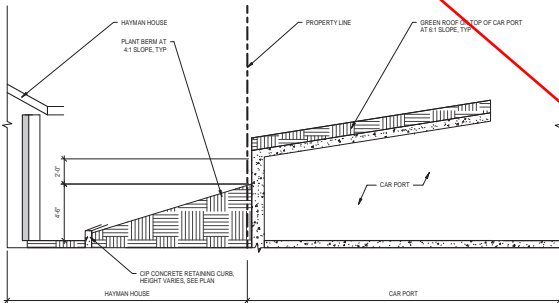 HAYMAN HOUSE
PROPERTY LINE
GREEN ROOF ON TOP OF CAR PORT
AT 6:1 SLOPE, TYP
PLANT BERM AT
4:1 SLOPE, TYP
2'-0"
4'-6"
CAR PORT
CIP CONCRETE RETAINING CURB,
HEIGHT VARIES, SEE PLAN
HAYMAN HOUSE
CAR PORT